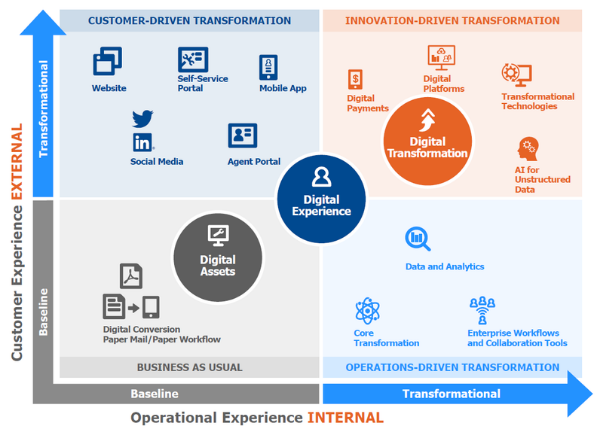 CUSTOMER-DRIVEN TRANSFORMATION
INNOVATION-DRIVEN TRANSFORMATION
Website
Self-Service
Portal
Mobile App
Social Media
Agent Portal
in
$
Digital
Payments
Digital
Platforms
Transformational
Technologies
Digital
Transformation
AI for
Unstructured
Data
Digital
Experience
Digital
Assets
Digital Conversion
Paper Mail/Paper Workflow
Data and Analytics
Core
Transformation
Enterprise Workflows
and Collaboration Tools
BUSINESS AS USUAL
OPERATIONS-DRIVEN TRANSFORMATION
Customer Experience EXTERNAL
Transformational
Baseline
Baseline
Transformational
Operational Experience INTERNAL